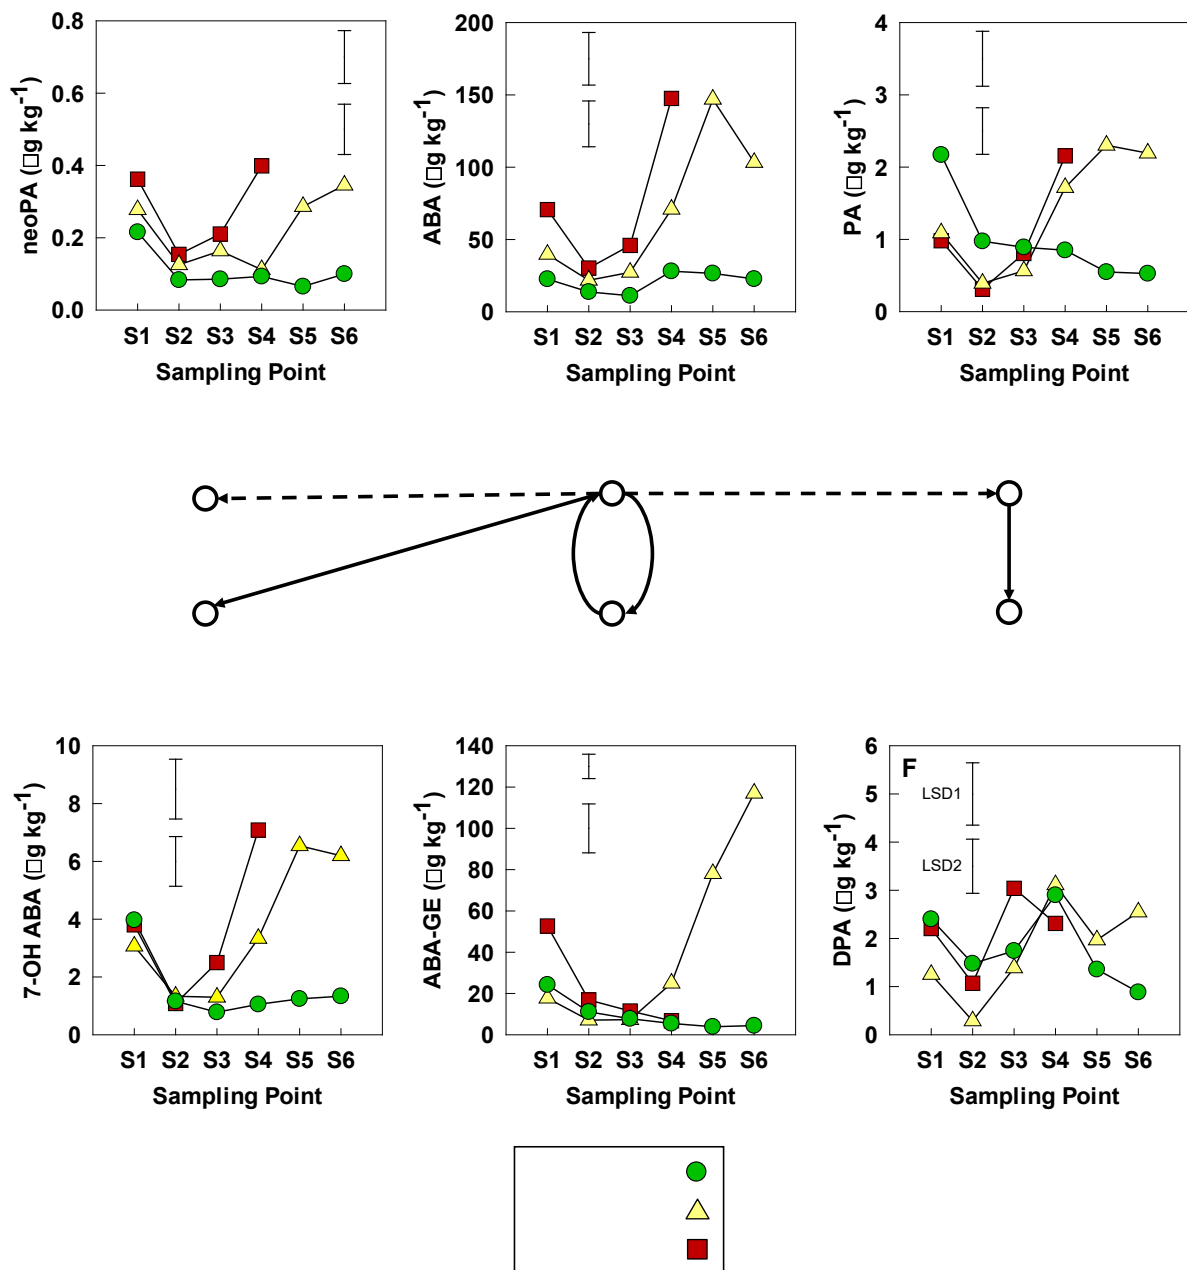 0.8
0.6
0.4
0.2
0.0
neoPA (□g kg-1)
S1 S2 S3 S4 S5 S6
Sampling Point
200
150
100
50
0
ABA (□g kg-1)
S1 S2 S3 S4 S5 S6
Sampling Point
4
3
2
1
0
PA (□g kg-1)
S1 S2 S3 S4 S5 S6
Sampling Point
10
8
6
4
2
0
7-OH ABA (□g kg-1)
S1 S2 S3 S4 S5 S6
Sampling Point
140
120
100
80
60
40
20
0
ABA-GE (□g kg-1)
S1 S2 S3 S4 S5 S6
Sampling Point
6
5
4
3
2
1
0
DPA (□g kg-1)
F
LSD1
LSD2
S1 S2 S3 S4 S5 S6
Sampling Point